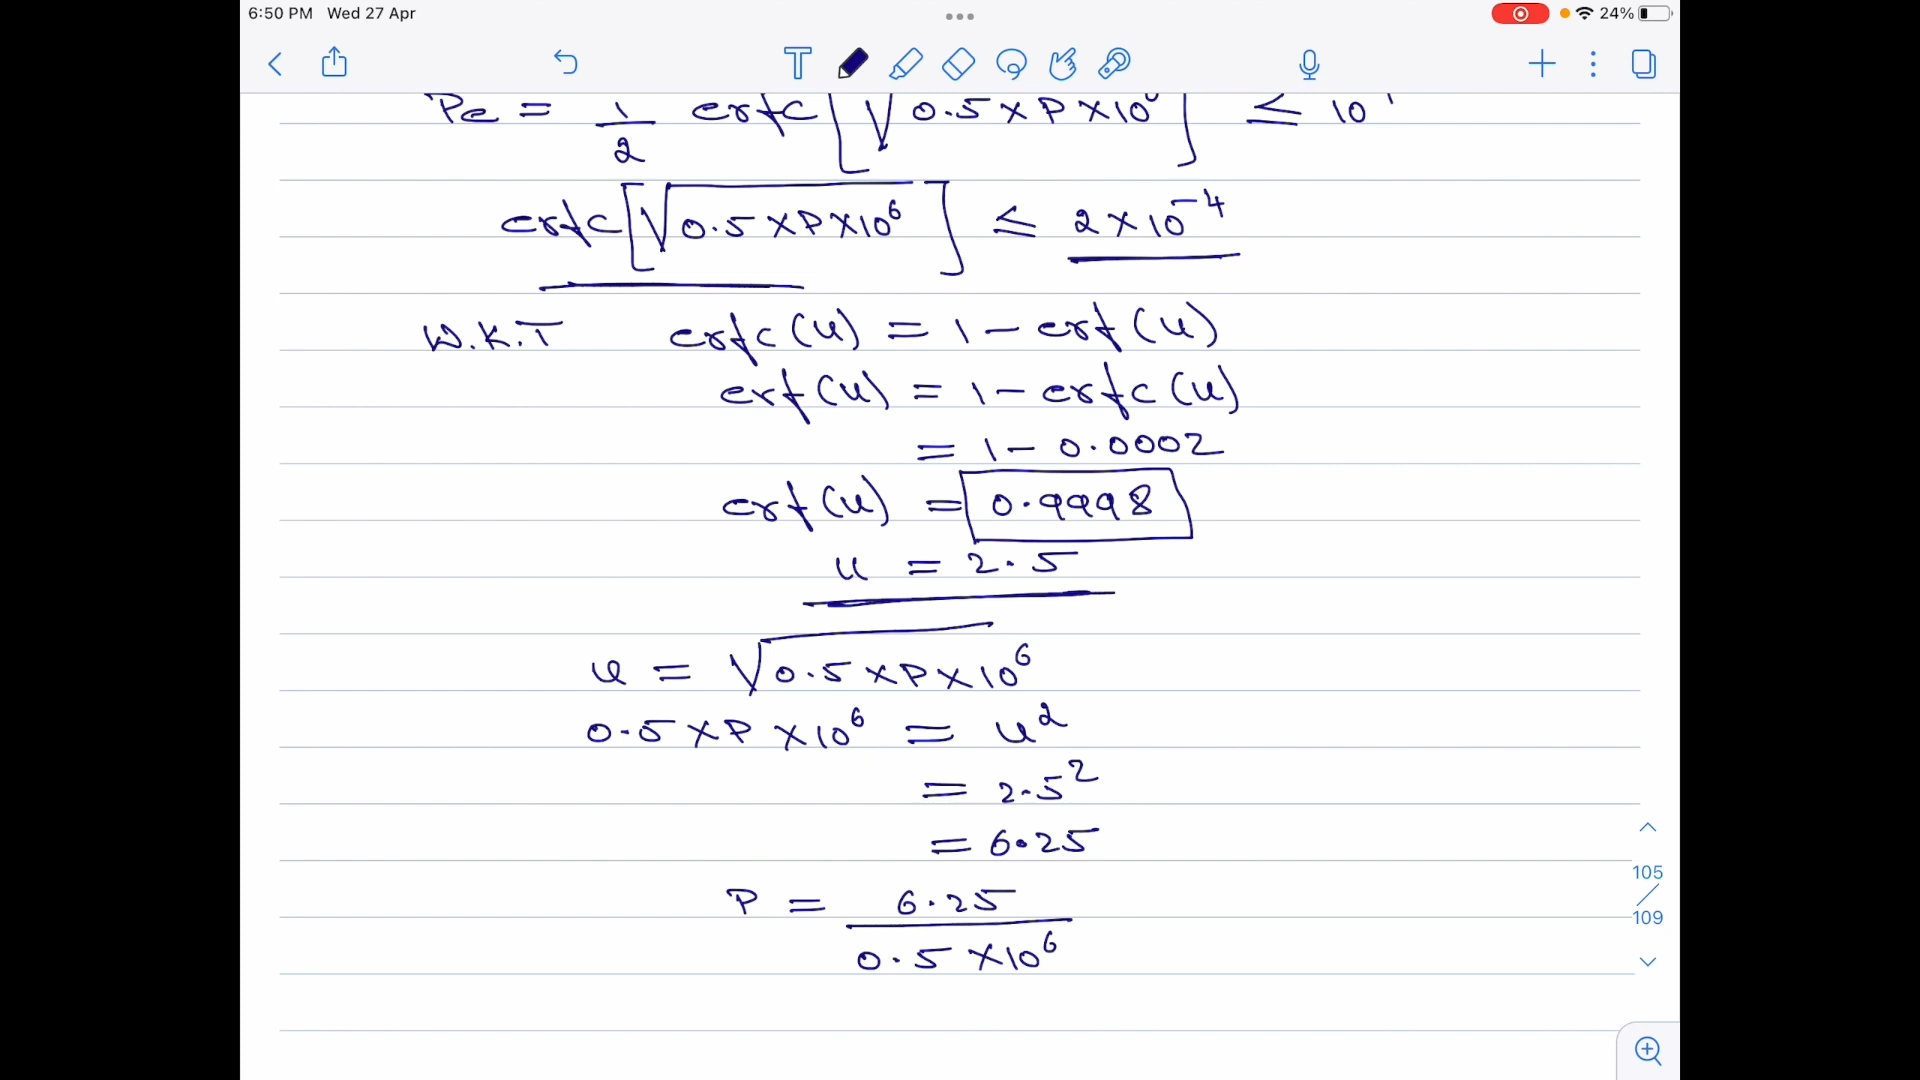 6:50 PM Wed 27 Apr
24%
Pe = 1/2 erfc[√0.5×P×10 ] ≤ 10
erfc[√0.5×P×10⁶] ≤ 2×10⁻⁴
W.K.T erfc(u) = 1 - erf(u)
erf(u) = 1 - erfc(u)
= 1 - 0.0002
erf(u) = 0.9998
u = 2.5
u = √0.5×P×10⁶
0.5×P×10⁶ = u²
= 2.5²
= 6.25
P = 6.25 / 0.5×10⁶
105
109